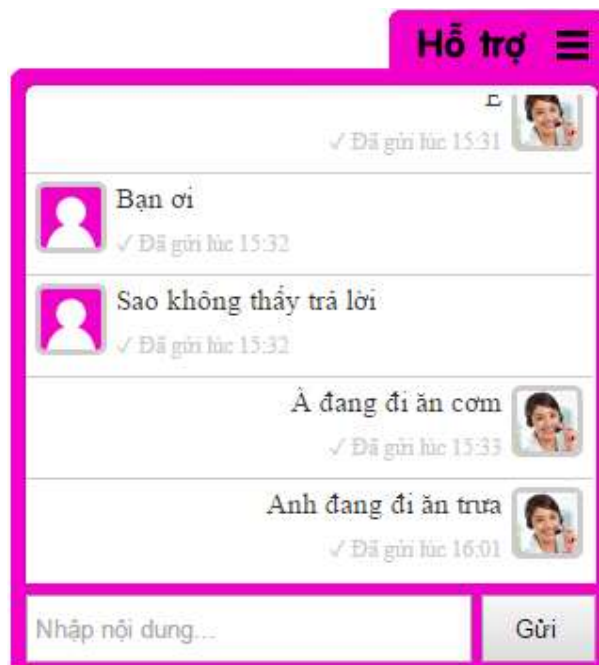 Hỗ trợ
✓ Đã gửi lúc 15:31
Bạn ơi
✓ Đã gửi lúc 15:32
Sao không thấy trả lời
✓ Đã gửi lúc 15:32
À đang đi ăn cơm
✓ Đã gửi lúc 15:33
Anh đang đi ăn trưa
✓ Đã gửi lúc 16:01
Nhập nội dung...
Gửi